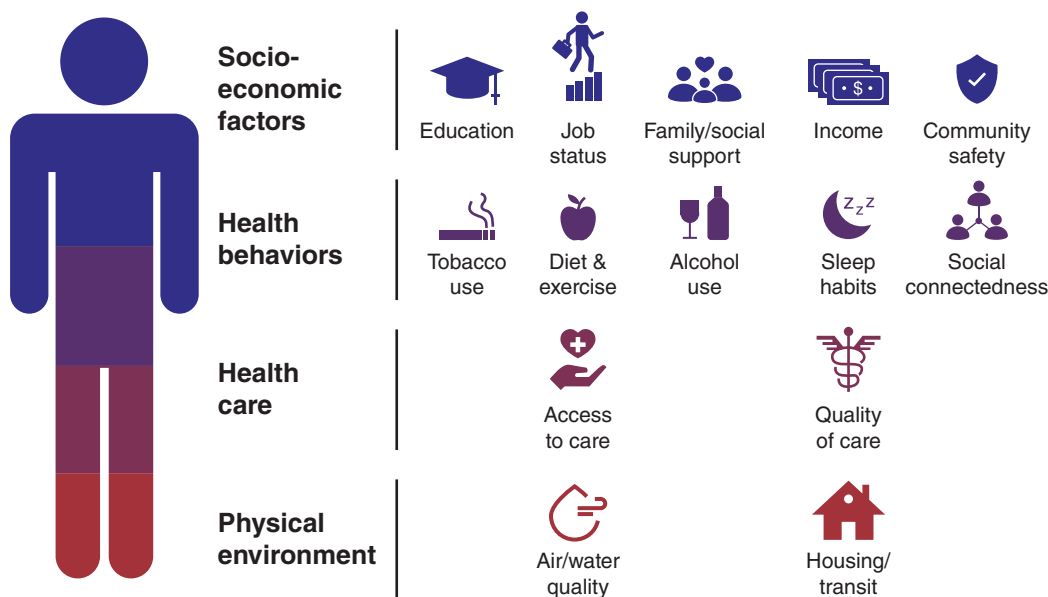 Socio-
economic
factors
Education
Job
status
Family/social
support
$
Income
Community
safety
Health
behaviors
Tobacco
use
Diet &
exercise
Alcohol
use
zzz
Sleep
habits
Social
connectedness
Health
care
Access
to care
Quality
of care
Physical
environment
Air/water
quality
Housing/
transit